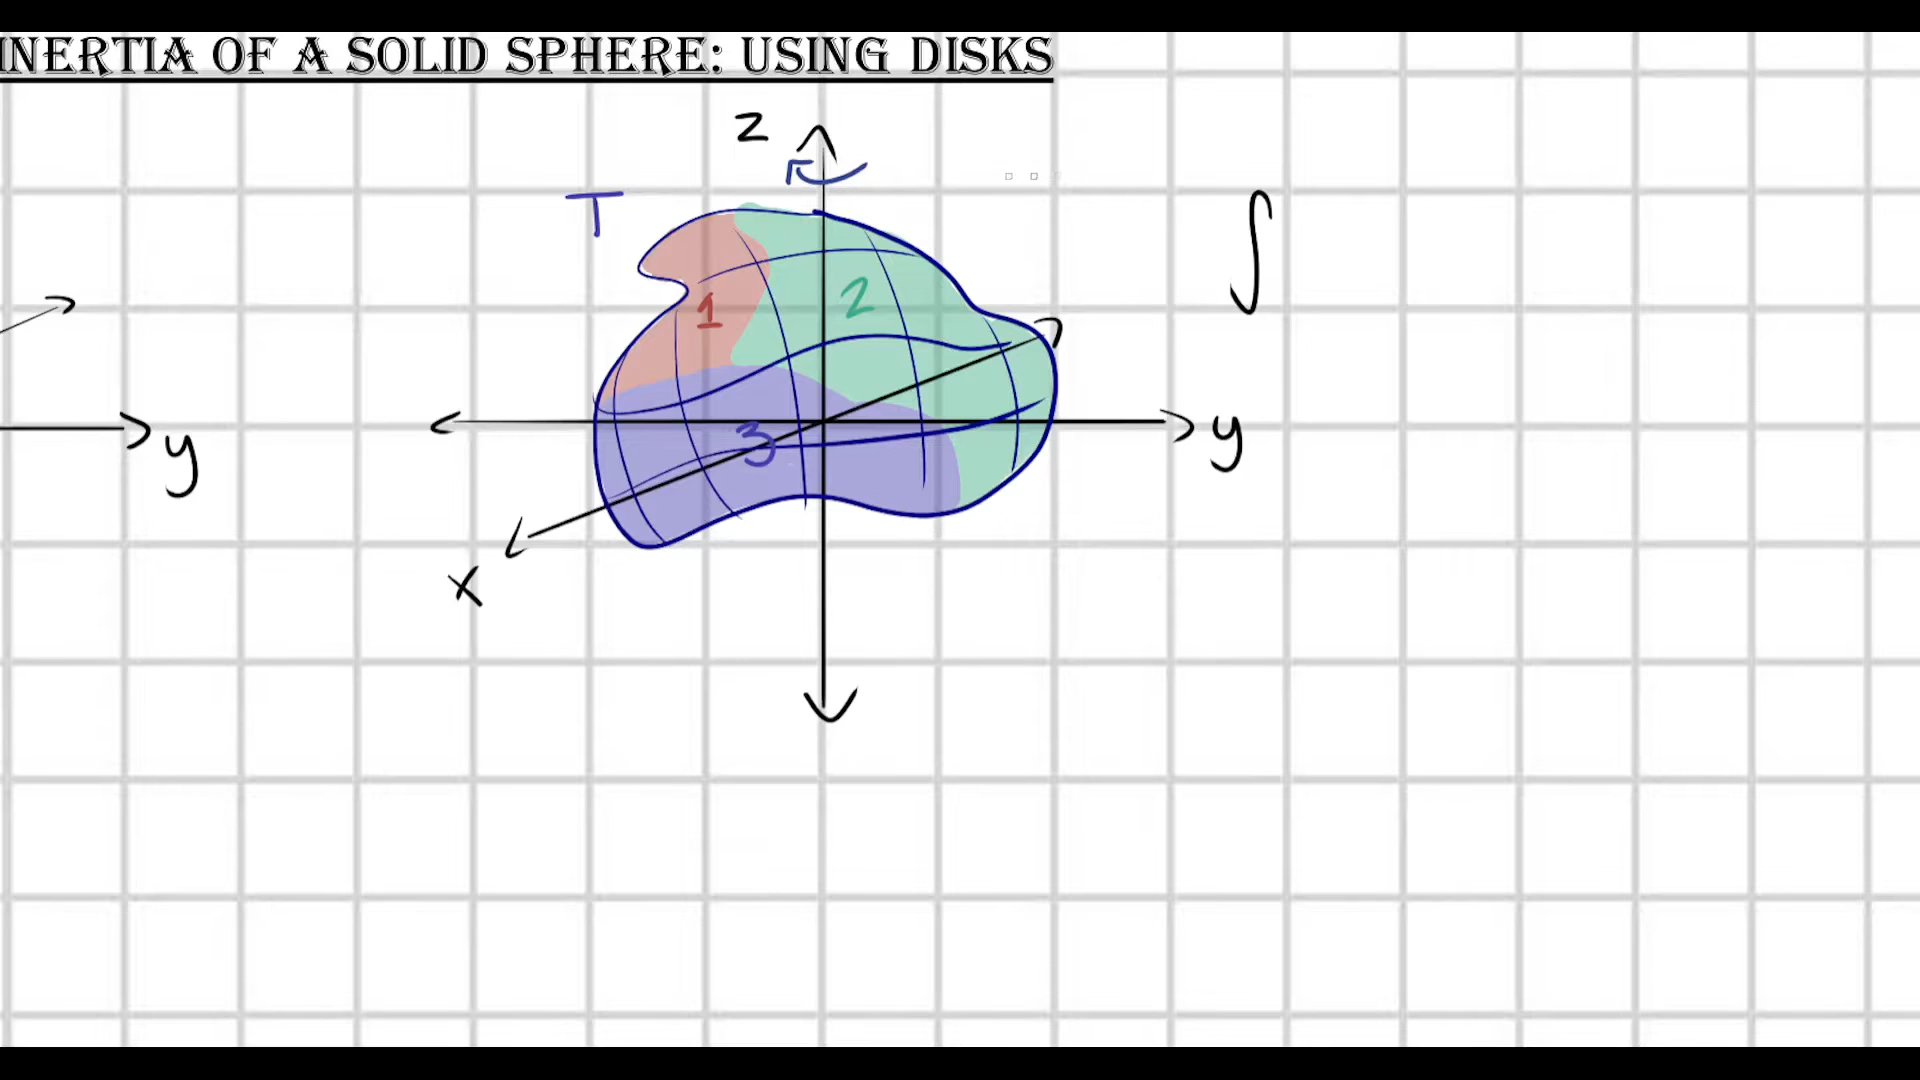 INERTIA OF A SOLID SPHERE: USING DISKS
z
T
∫
1
2
y
3
y
x